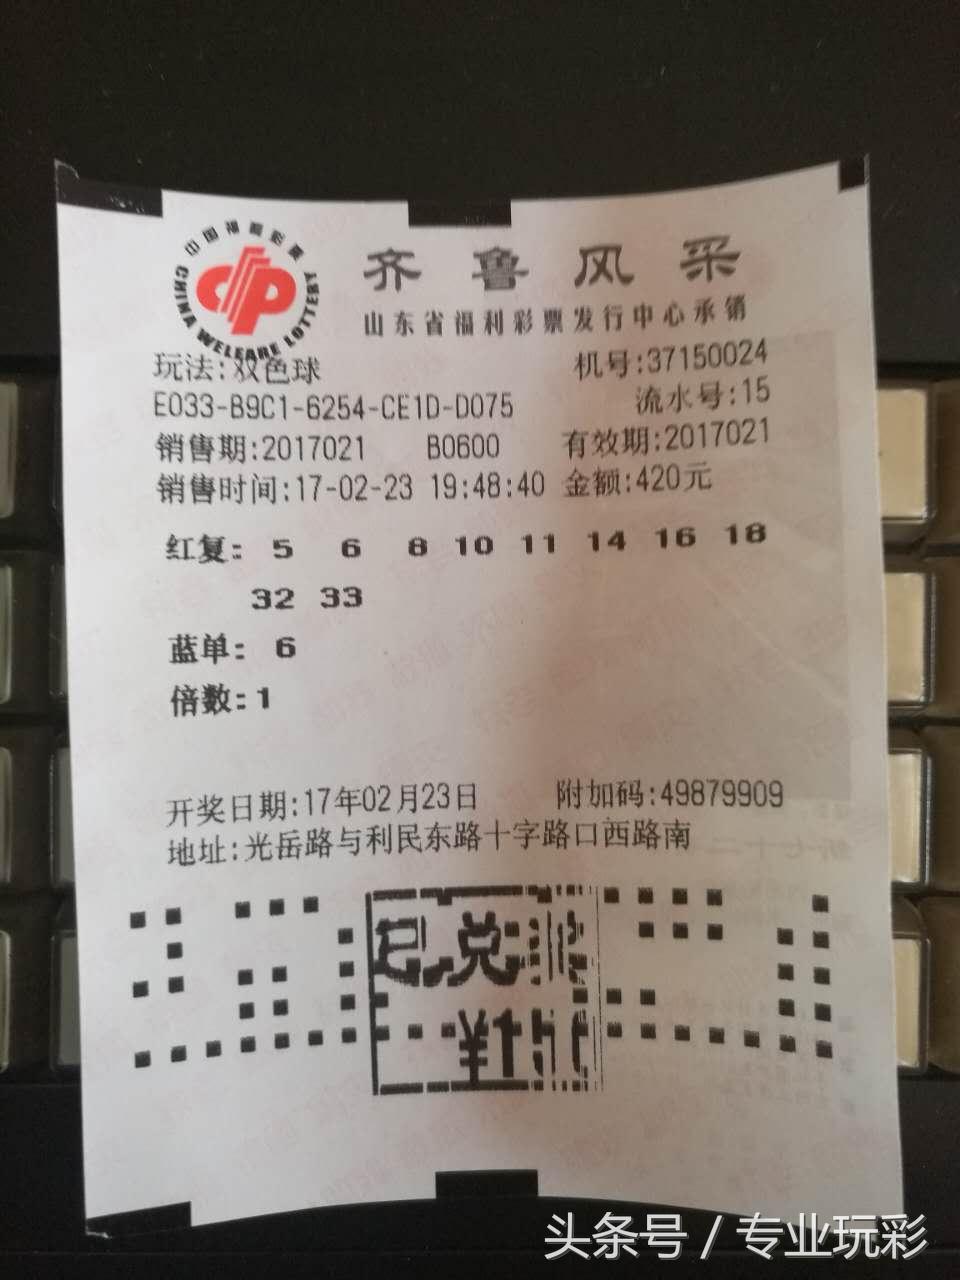 中国福利彩票
CHINA WELFARE LOTTERY
齐鲁风采
山东省福利彩票发行中心承销
玩法:双色球 机号:37150024
E033-B9C1-6254-CE1D-D075 流水号:15
销售期:2017021 B0600 有效期:2017021
销售时间:17-02-23 19:48:40 金额:420元
红复: 5 6 8 10 11 14 16 18
32 33
蓝单: 6
倍数:1
开奖日期:17年02月23日 附加码:49879909
地址:光岳路与利民东路十字路口西路南
已兑奖
头条号 / 专业玩彩